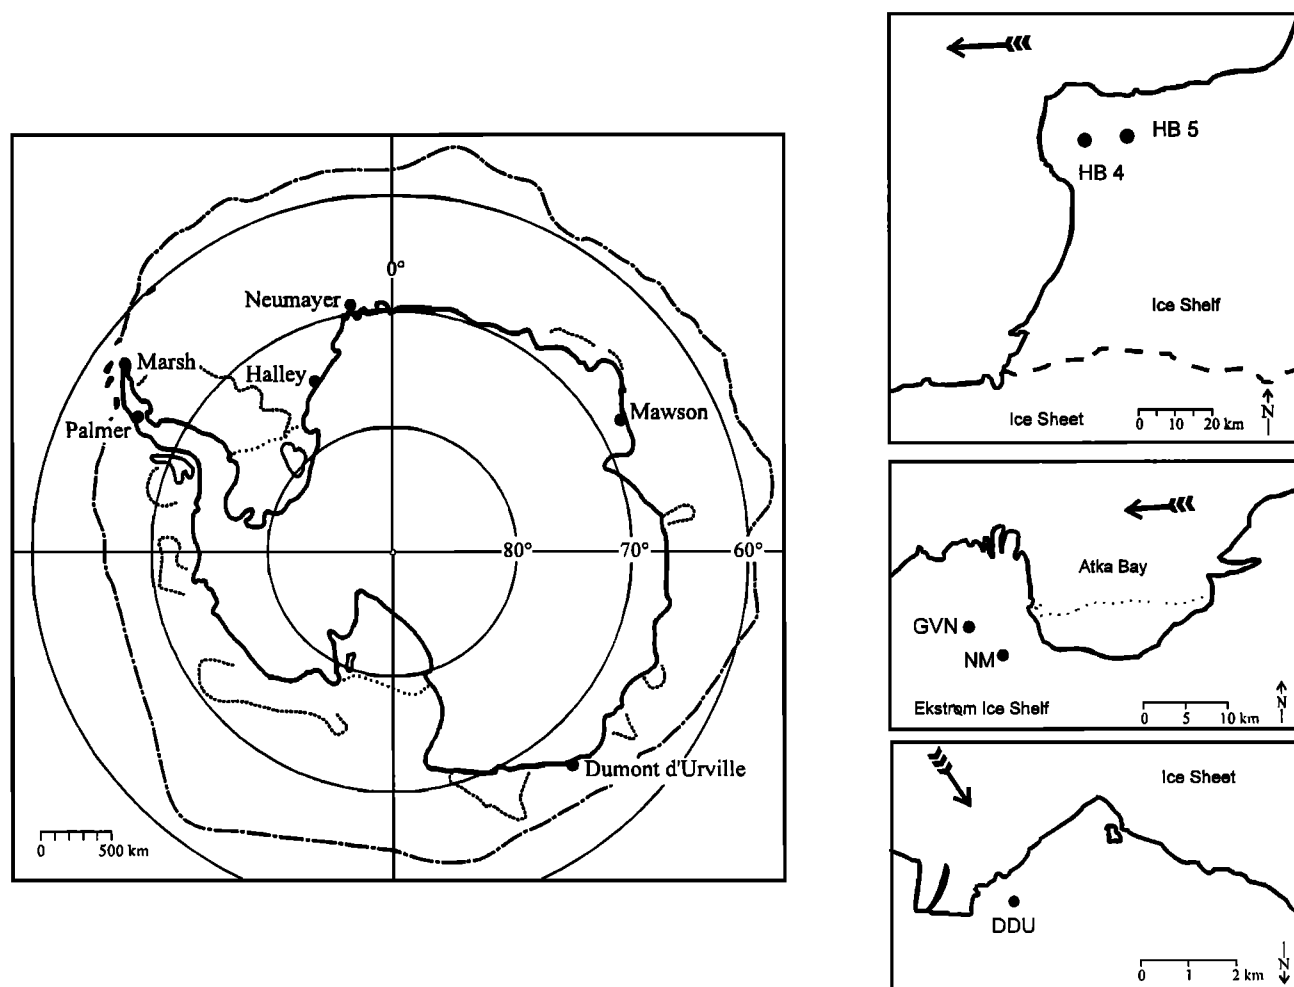 0°
Neumayer
Marsh
Halley
Palmer
Mawson
80°
70°
60°
Dumont d'Urville
0 500 km
HB 5
HB 4
Ice Shelf
Ice Sheet
0 10 20 km
N
Atka Bay
GVN
NM
Ekstrøm Ice Shelf
0 5 10 km
N
Ice Sheet
DDU
0 1 2 km
N